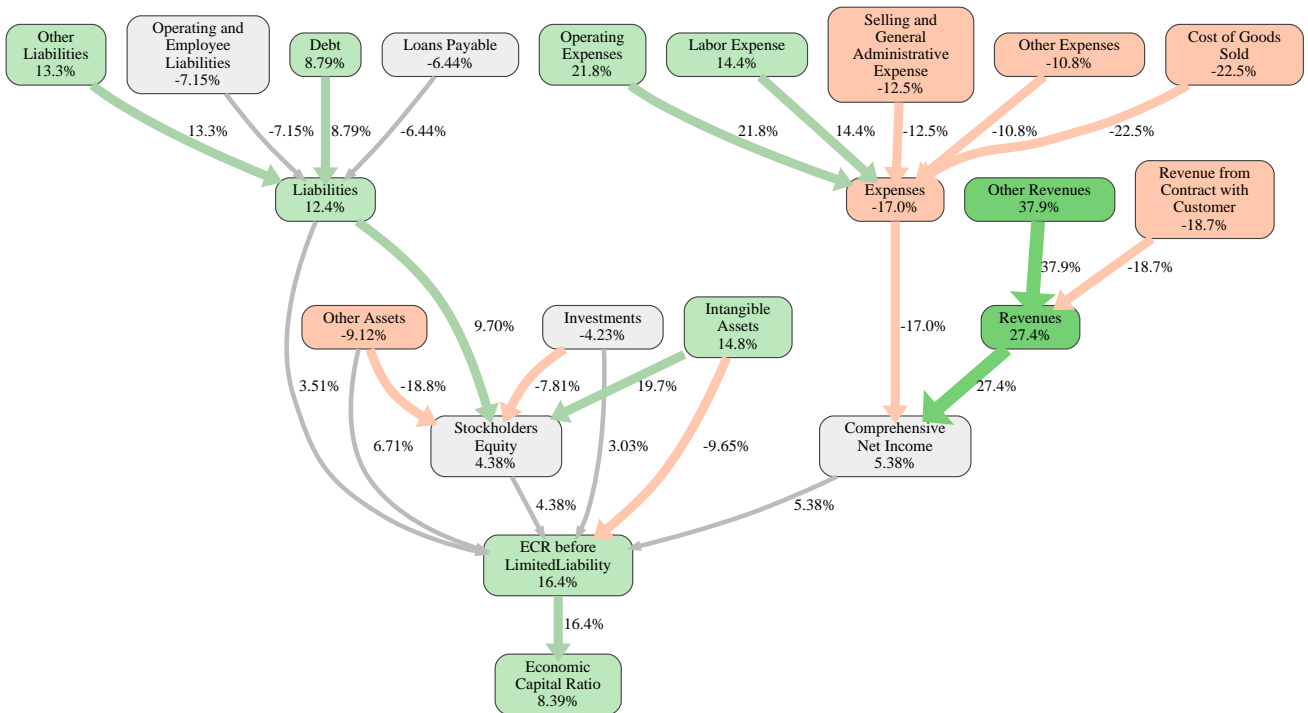 Other
Liabilities
13.3%
Operating and
Employee
Liabilities
-7.15%
Debt
8.79%
Loans Payable
-6.44%
Operating
Expenses
21.8%
Labor Expense
14.4%
Selling and
General
Administrative
Expense
-12.5%
Other Expenses
-10.8%
Cost of Goods
Sold
-22.5%
13.3%
-7.15%
8.79%
-6.44%
21.8%
14.4%
-12.5%
-10.8%
-22.5%
Liabilities
12.4%
Expenses
-17.0%
Other Revenues
37.9%
Revenue from
Contract with
Customer
-18.7%
37.9%
-18.7%
Other Assets
-9.12%
9.70%
Investments
-4.23%
Intangible
Assets
14.8%
-17.0%
Revenues
27.4%
3.51%
-18.8%
-7.81%
19.7%
27.4%
6.71%
Stockholders
Equity
4.38%
3.03%
-9.65%
Comprehensive
Net Income
5.38%
4.38%
5.38%
ECR before
LimitedLiability
16.4%
16.4%
Economic
Capital Ratio
8.39%